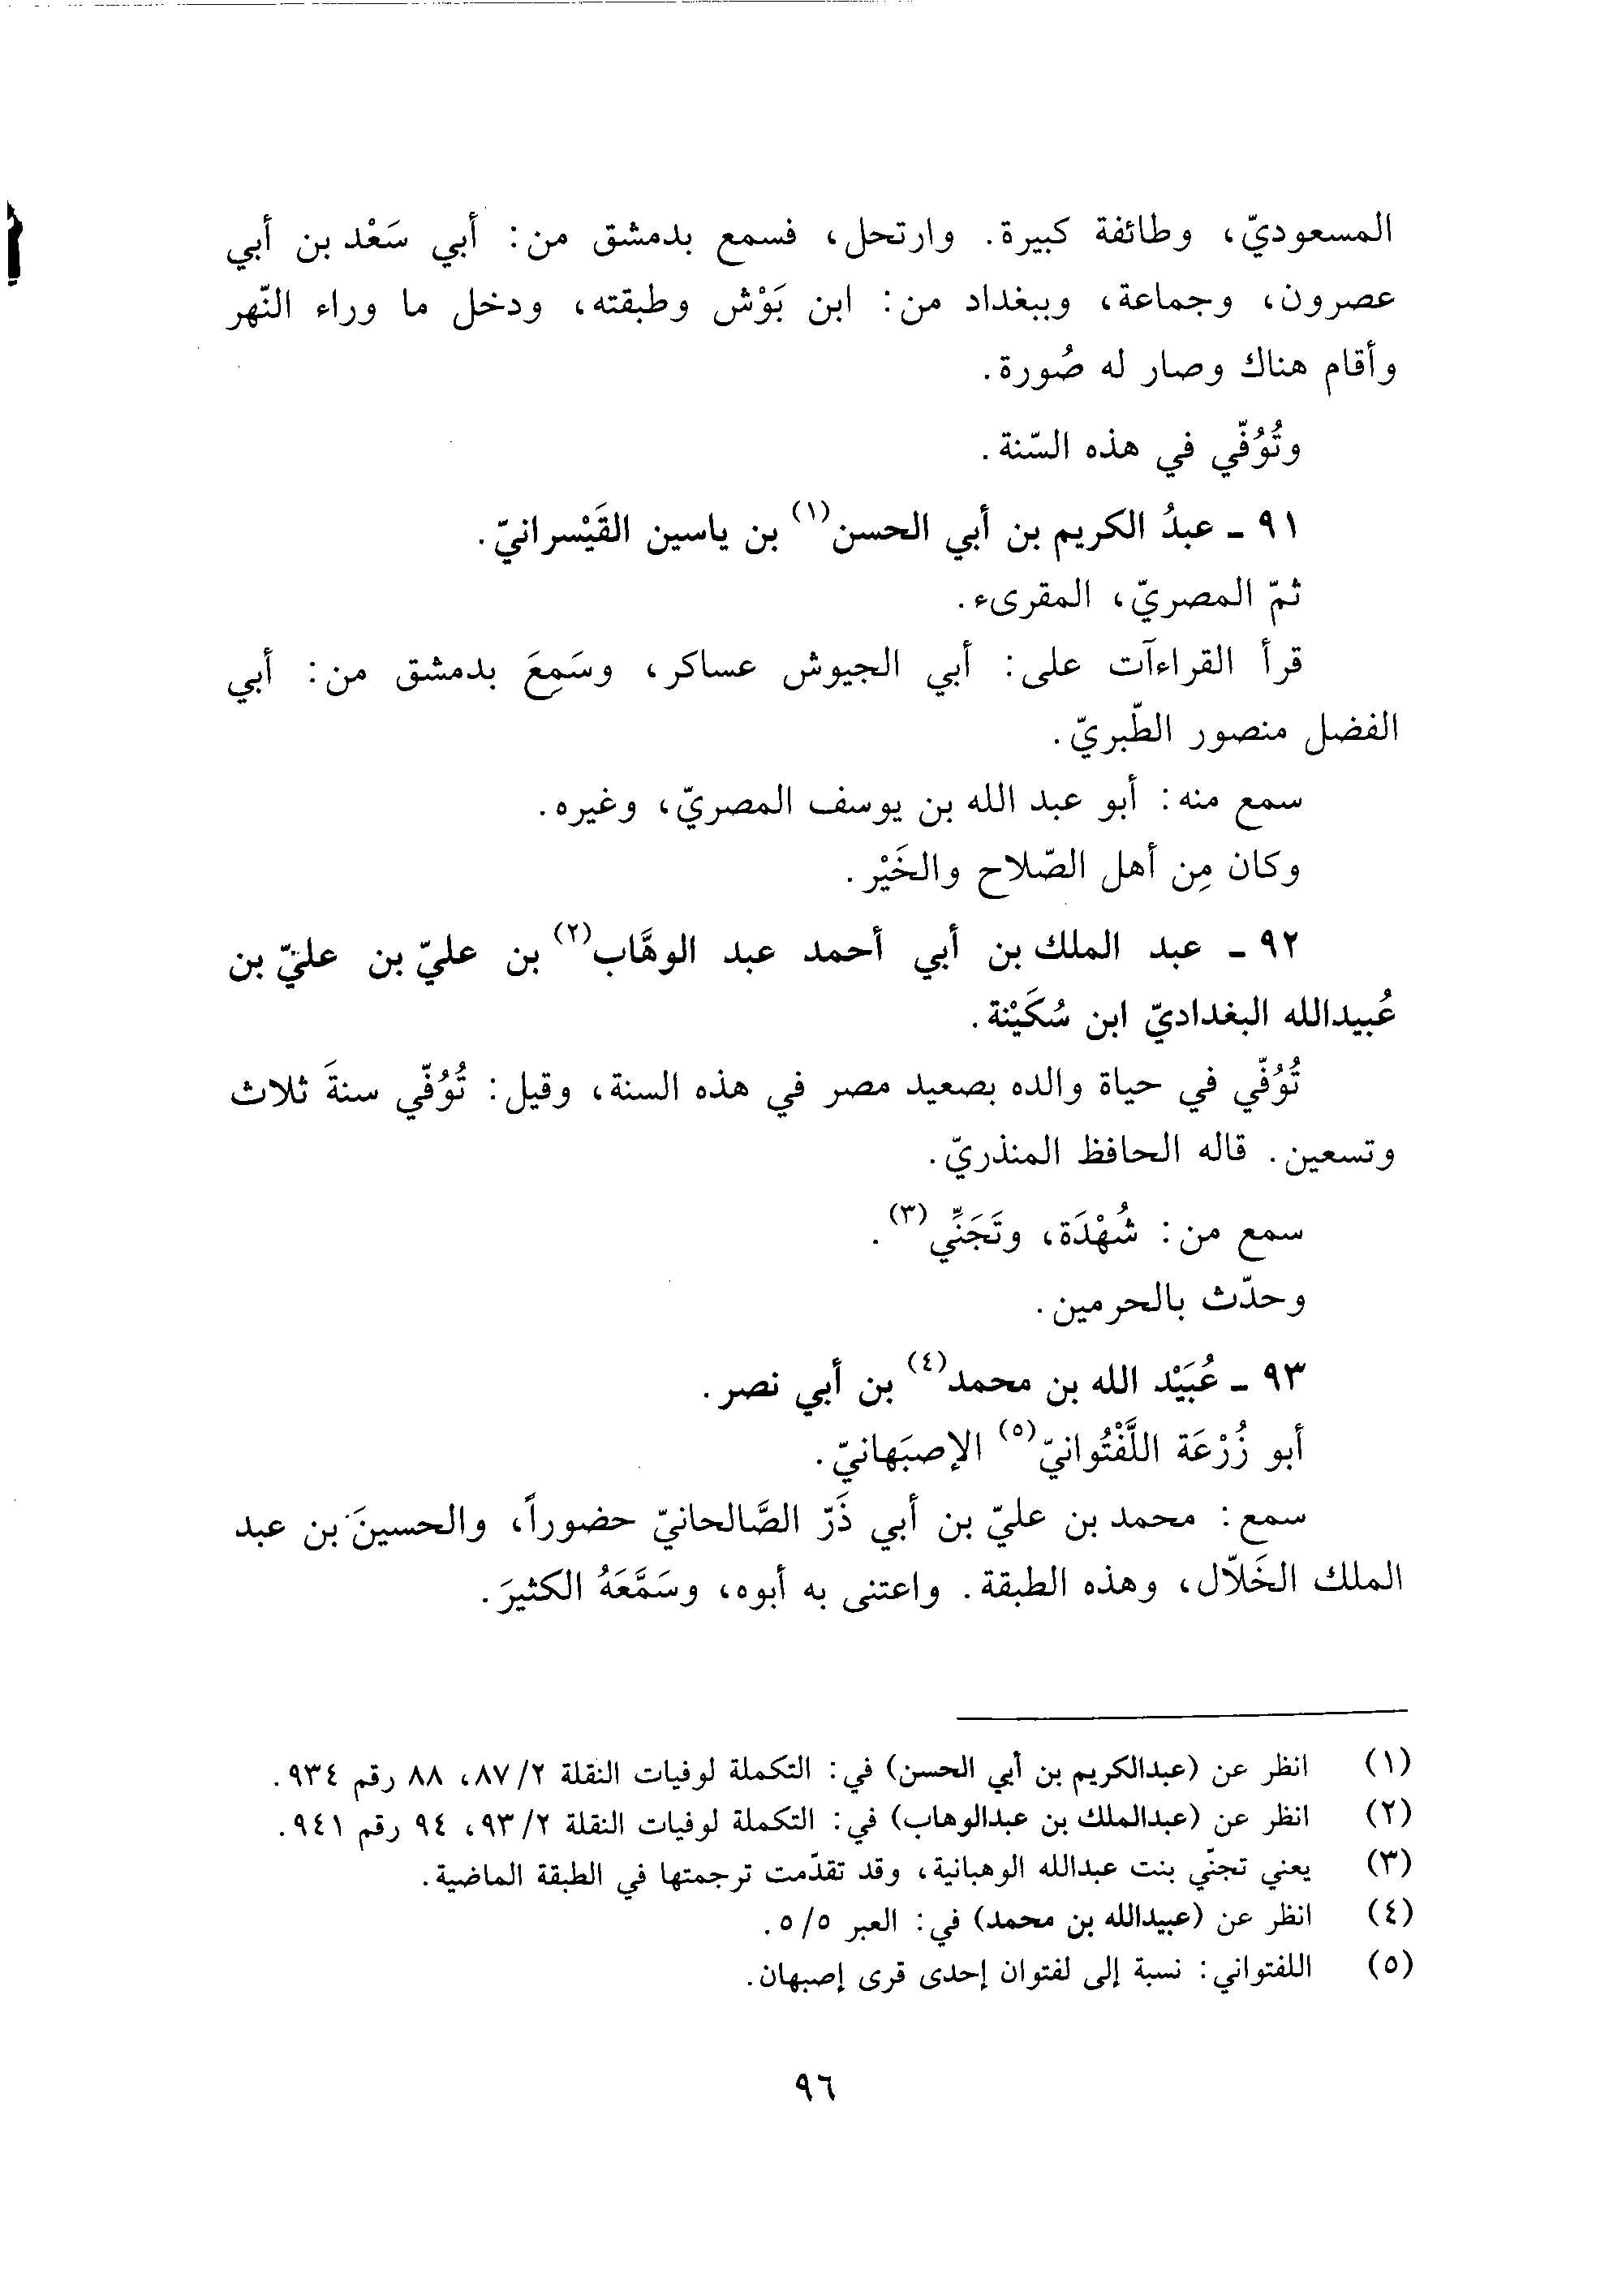 المسعوديّ، وطائفة كبيرة. وارتحل، فسمع بدمشق من: أبي سَعْد بن أبي
عصرون، وجماعة، وببغداد من: ابن بَوْش وطبقته، ودخل ما وراء النّهر
وأقام هناك وصار له صُورة.
وتُوُفّي في هذه السّنة.
٩١ ـ عبدُ الكريم بن أبي الحسن(١) بن ياسين القَيْسرانيّ.
ثمّ المصريّ، المقرىء.
قرأ القراءآت على: أبي الجيوش عساكر، وسَمِعَ بدمشق من: أبي
الفضل منصور الطّبريّ.
سمع منه: أبو عبد الله بن يوسف المصريّ، وغيره.
وكان مِن أهل الصّلاح والخَيْر.
٩٢ ـ عبد الملك بن أبي أحمد عبد الوهَّاب(٢) بن عليّ بن عليّ بن
عُبيدالله البغداديّ ابن سُكَيْنة.
تُوُفّي في حياة والده بصعيد مصر في هذه السنة، وقيل: تُوُفّي سنةَ ثلاث
وتسعين. قاله الحافظ المنذريّ.
سمع من: شُهْدَة، وتَجَنِّي(٣).
وحدّث بالحرمين.
٩٣ ـ عُبَيْد الله بن محمد(٤) بن أبي نصر.
أبو زُرْعَة اللَّفْتُوانيّ(٥) الإصبَهانيّ.
سمع: محمد بن عليّ بن أبي ذَرّ الصَّالحانيّ حضوراً، والحسينَ بن عبد
الملك الخَلاّل، وهذه الطبقة. واعتنى به أبوه، وسَمَّعَهُ الكثيرَ.
(١) انظر عن (عبدالكريم بن أبي الحسن) في: التكملة لوفيات النقلة ٨٧/٢، ٨٨ رقم ٩٣٤.
(٢) انظر عن (عبدالملك بن عبدالوهاب) في: التكملة لوفيات النقلة ٩٣/٢، ٩٤ رقم ٩٤١.
(٣) يعني تجنّي بنت عبدالله الوهبانية، وقد تقدّمت ترجمتها في الطبقة الماضية.
(٤) انظر عن (عبيدالله بن محمد) في: العبر ٥/٥.
(٥) اللفتواني: نسبة إلى لفتوان إحدى قرى إصبهان.
٩٦